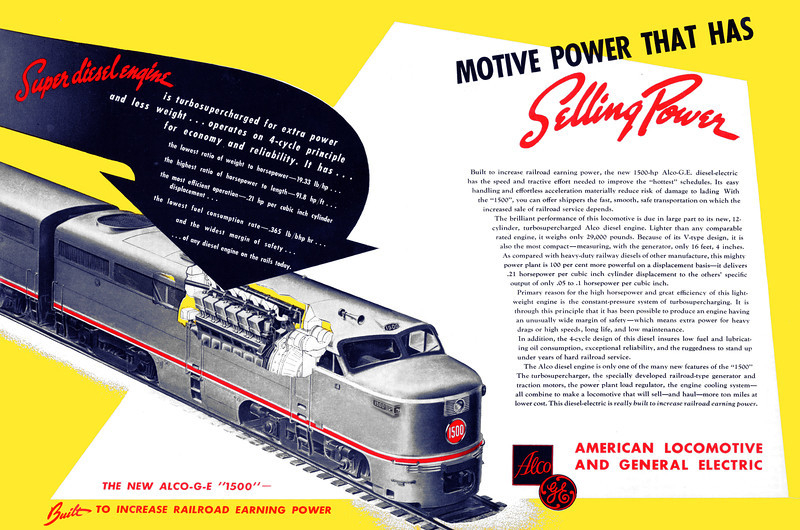 Super diesel engine
is turbosupercharged for extra power
and less weight . . . operates on 4-cycle principle
for economy and reliability. It has . . .
the lowest ratio of weight to horsepower—19.33 lb/hp . . .
the highest ratio of horsepower to length—91.8 hp/ft . . .
the most efficient operation—.21 hp per cubic inch cylinder
displacement . . .
the lowest fuel consumption rate—.365 lb/bhp hr . . .
and the widest margin of safety . . .
. . . of any diesel engine on the rails today.
MOTIVE POWER THAT HAS
Selling Power
Built to increase railroad earning power, the new 1500-hp Alco-G.E. diesel-electric
has the speed and tractive effort needed to improve the "hottest" schedules. Its easy
handling and effortless acceleration materially reduce risk of damage to lading With
the "1500", you can offer shippers the fast, smooth, safe transportation on which the
increased sale of railroad service depends.
The brilliant performance of this locomotive is due in large part to its new, 12-
cylinder, turbosupercharged Alco diesel engine. Lighter than any comparable
rated engine, it weighs only 29,000 pounds. Because of its V-type design, it is
also the most compact—measuring, with the generator, only 16 feet, 4 inches.
As compared with heavy-duty railway diesels of other manufacture, this mighty
power plant is 100 per cent more powerful on a displacement basis—it delivers
.21 horsepower per cubic inch cylinder displacement to the others' specific
output of only .05 to .1 horsepower per cubic inch.
Primary reason for the high horsepower and great efficiency of this light-
weight engine is the constant-pressure system of turbosupercharging. It is
through this principle that it has been possible to produce an engine having
an unusually wide margin of safety—which means extra power for heavy
drags or high speeds, long life, and low maintenance.
In addition, the 4-cycle design of this diesel insures low fuel and lubricat-
ing oil consumption, exceptional reliability, and the ruggedness to stand up
under years of hard railroad service.
The Alco diesel engine is only one of the many new features of the "1500"
The turbosupercharger, the specially developed railroad-type generator and
traction motors, the power plant load regulator, the engine cooling system—
all combine to make a locomotive that will sell—and haul—more ton miles at
lower cost. This diesel-electric is really built to increase railroad earning power.
1500
Alco
GE
AMERICAN LOCOMOTIVE
AND GENERAL ELECTRIC
THE NEW ALCO-G-E "1500"—
Built TO INCREASE RAILROAD EARNING POWER